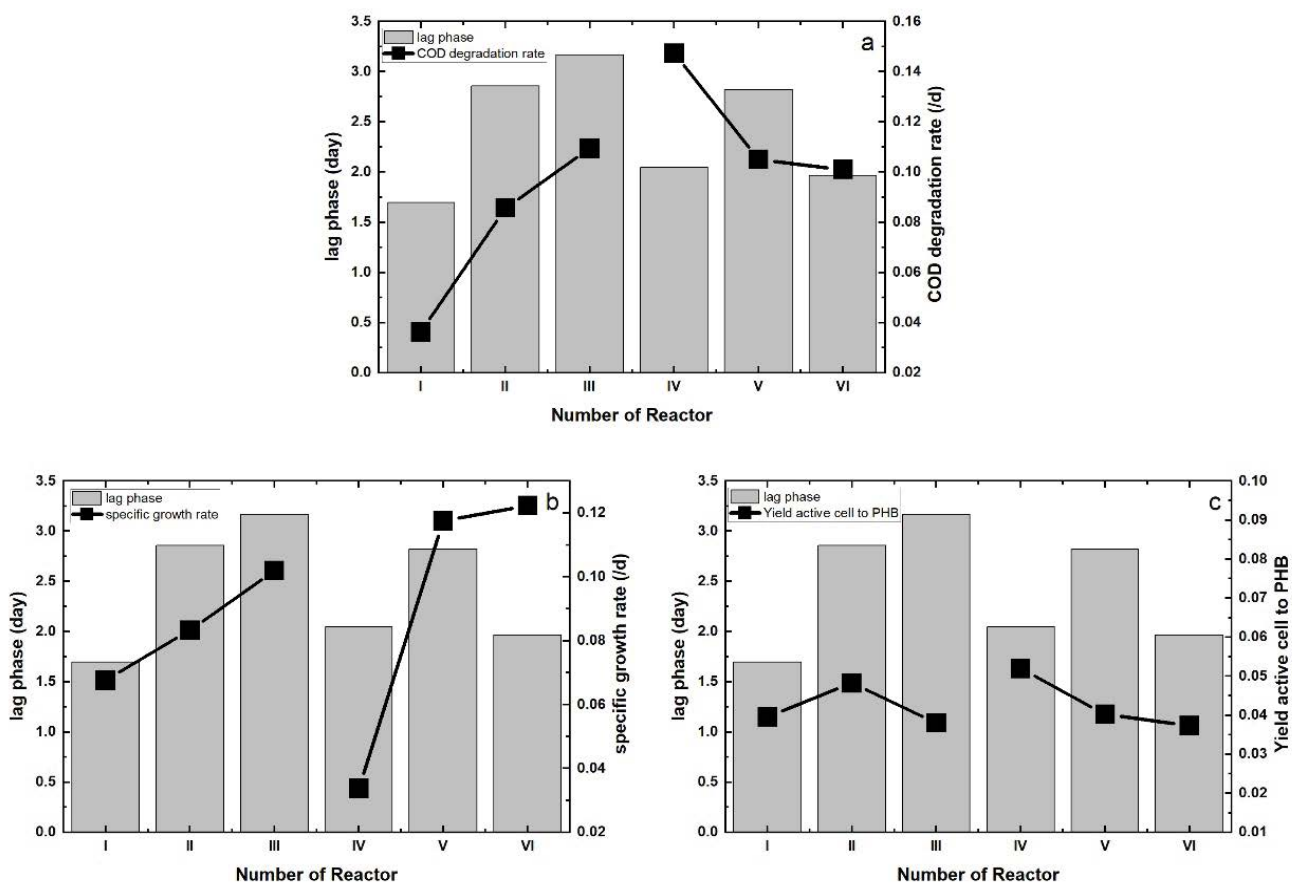 a
lag phase
COD degradation rate
lag phase (day)
3.5
3.0
2.5
2.0
1.5
1.0
0.5
0.0
COD degradation rate (/d)
0.16
0.14
0.12
0.10
0.08
0.06
0.04
0.02
I II III IV V VI
Number of Reactor
b
lag phase
specific growth rate
lag phase (day)
3.5
3.0
2.5
2.0
1.5
1.0
0.5
0.0
specific growth rate (/d)
0.12
0.10
0.08
0.06
0.04
0.02
I II III IV V VI
Number of Reactor
c
lag phase
Yield active cell to PHB
lag phase (day)
3.5
3.0
2.5
2.0
1.5
1.0
0.5
0.0
Yield active cell to PHB
0.10
0.09
0.08
0.07
0.06
0.05
0.04
0.03
0.02
0.01
I II III IV V VI
Number of Reactor